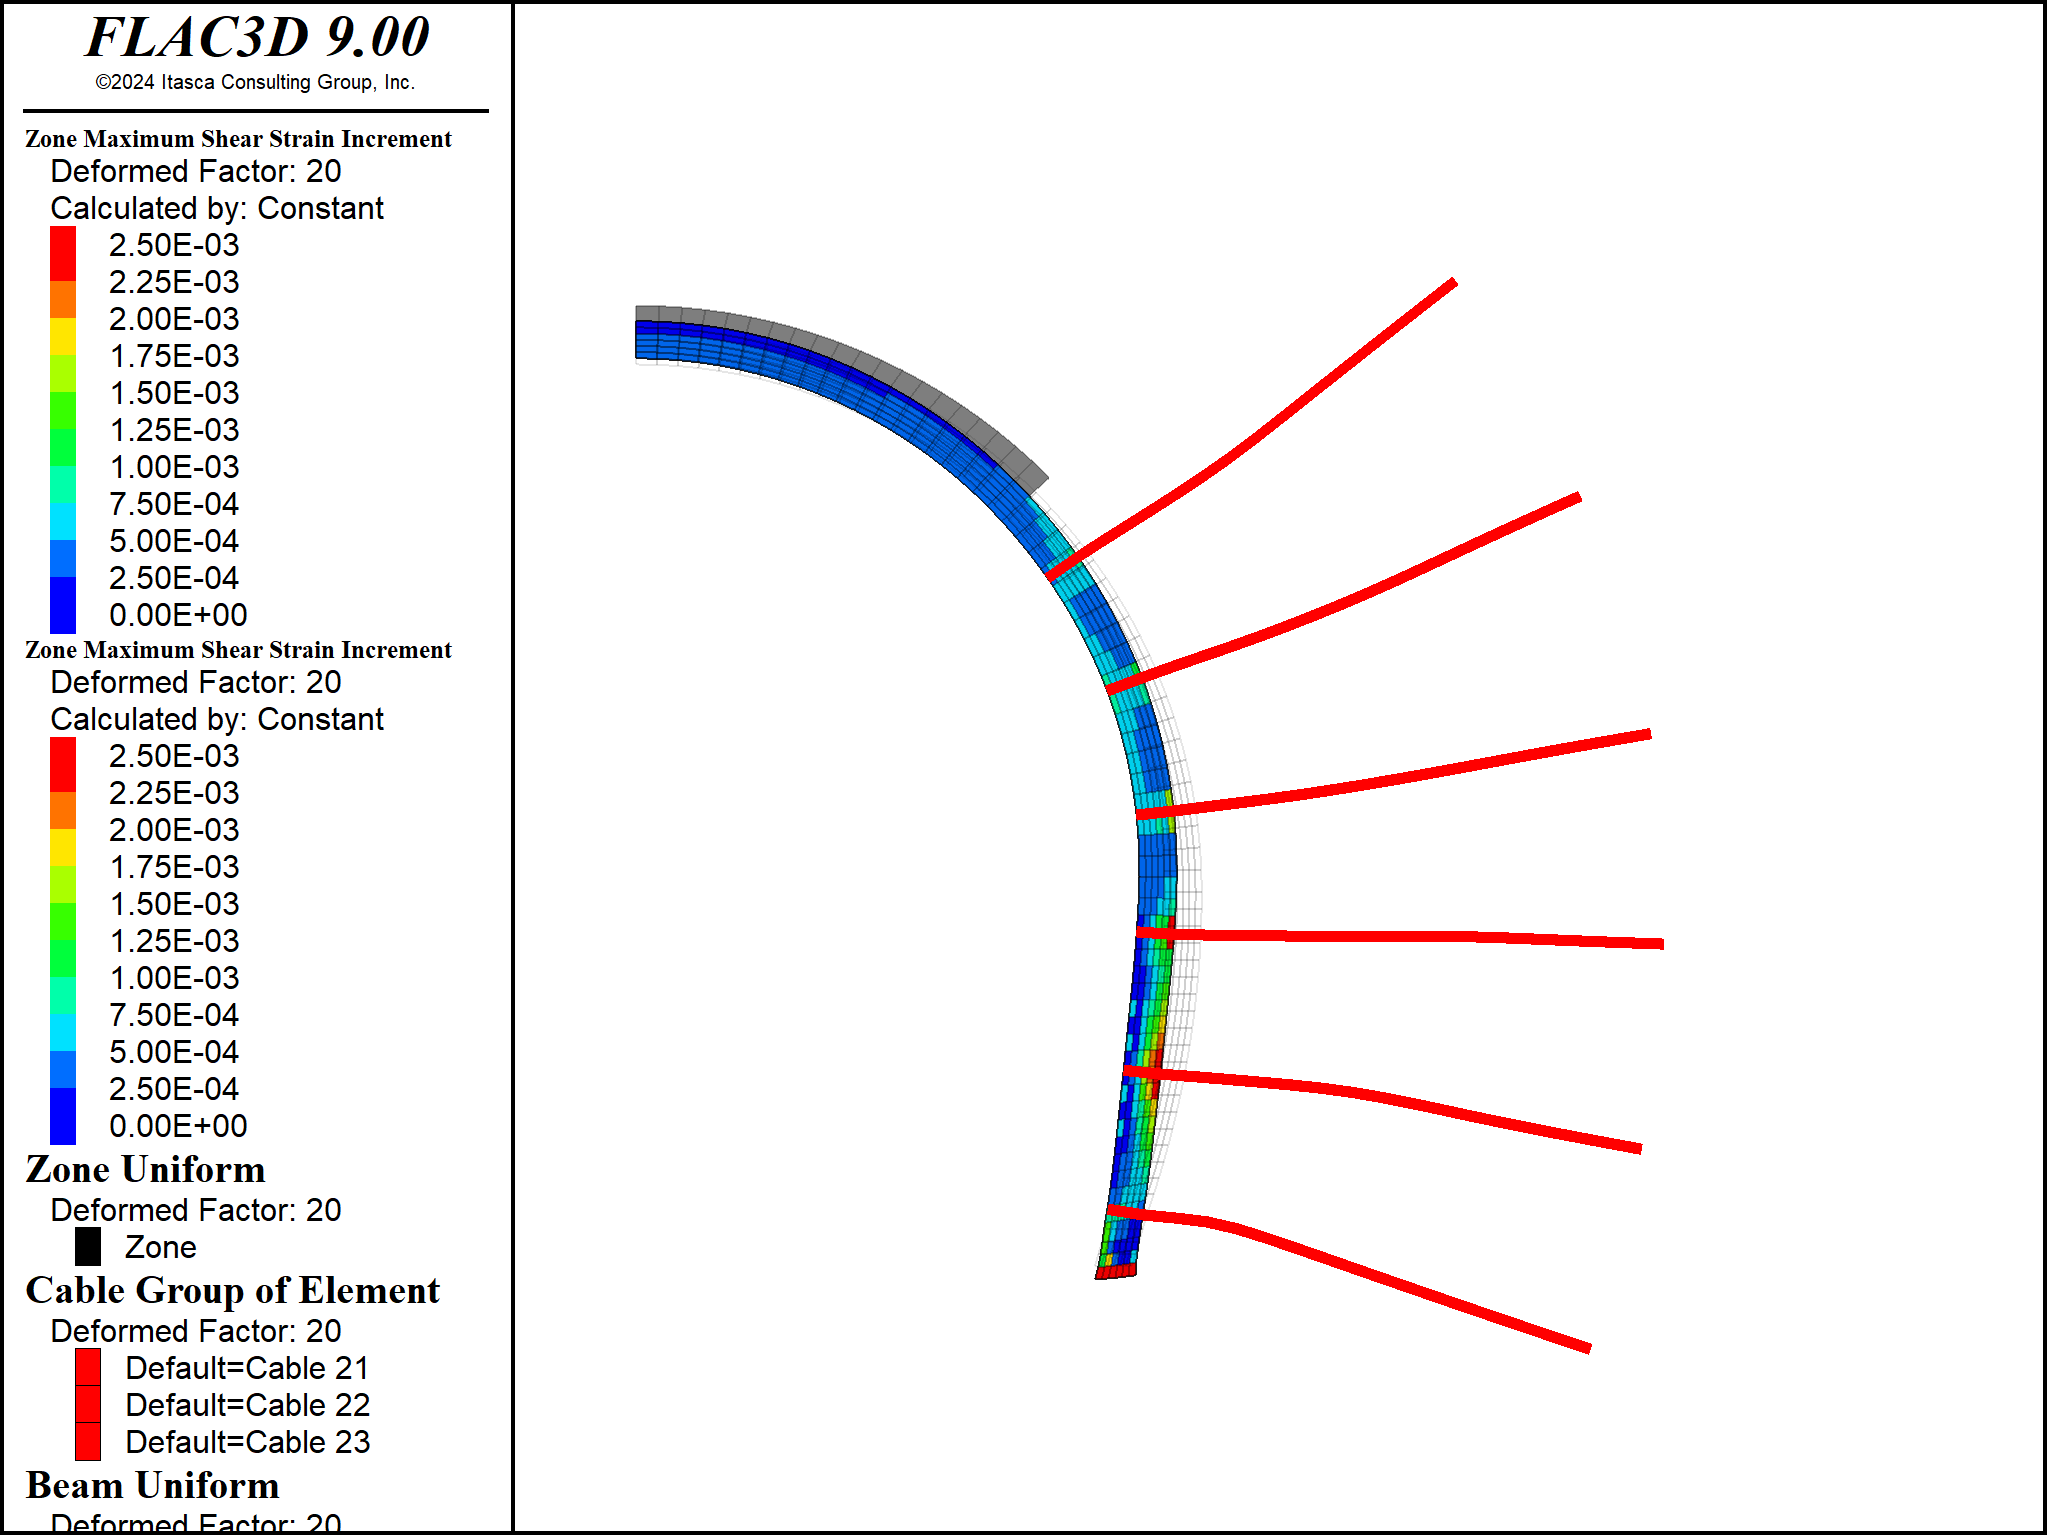 FLAC3D 9.00
©2024 Itasca Consulting Group, Inc.
Zone Maximum Shear Strain Increment
Deformed Factor: 20
Calculated by: Constant
2.50E-03
2.25E-03
2.00E-03
1.75E-03
1.50E-03
1.25E-03
1.00E-03
7.50E-04
5.00E-04
2.50E-04
0.00E+00
Zone Maximum Shear Strain Increment
Deformed Factor: 20
Calculated by: Constant
2.50E-03
2.25E-03
2.00E-03
1.75E-03
1.50E-03
1.25E-03
1.00E-03
7.50E-04
5.00E-04
2.50E-04
0.00E+00
Zone Uniform
Deformed Factor: 20
Zone
Cable Group of Element
Deformed Factor: 20
Default=Cable 21
Default=Cable 22
Default=Cable 23
Beam Uniform
Deformed Factor: 20